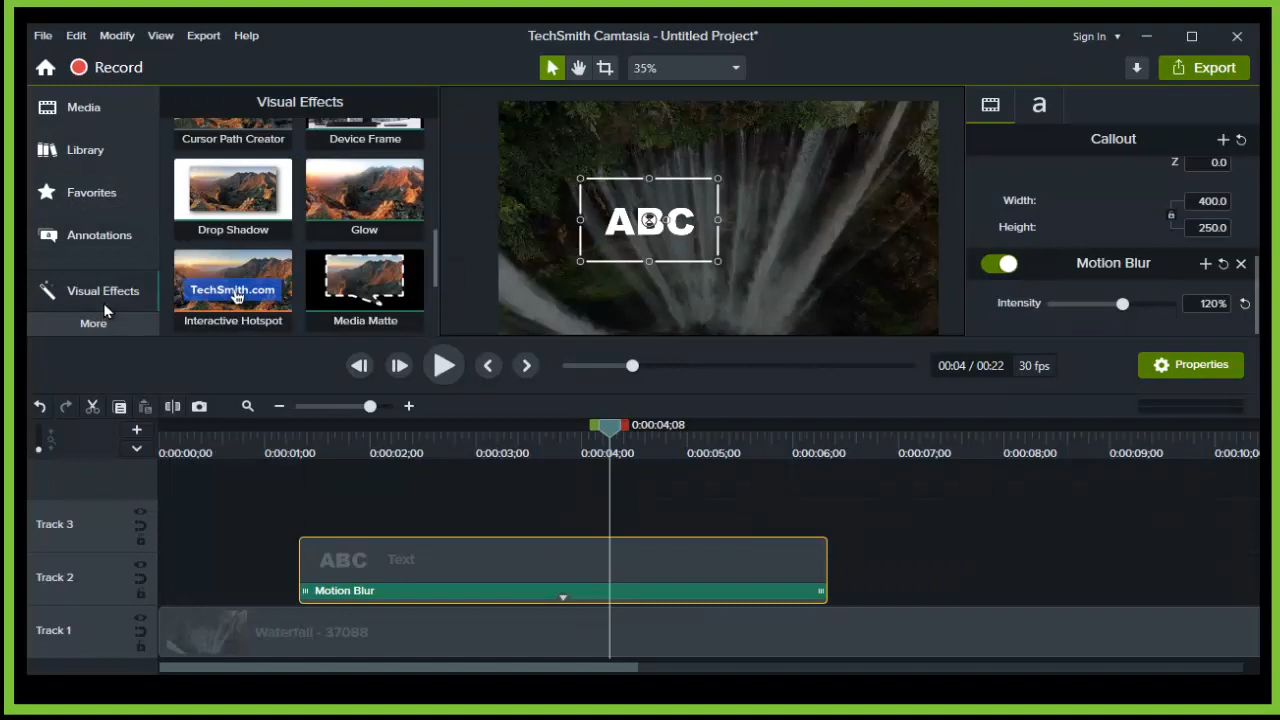 File Edit Modify View Export Help
TechSmith Camtasia - Untitled Project*
Sign In
Record
35%
Export
Media
Library
Favorites
Annotations
Visual Effects
More
Visual Effects
Cursor Path Creator
Device Frame
Drop Shadow
Glow
TechSmith.com
Interactive Hotspot
Media Matte
ABC
a
Callout
Z 0.0
Width: 400.0
Height: 250.0
Motion Blur
Intensity 120%
00:04 / 00:22 30 fps
Properties
0:00:04;08
0:00:00;00 0:00:01;00 0:00:02;00 0:00:03;00 0:00:04;00 0:00:05;00 0:00:06;00 0:00:07;00 0:00:08;00 0:00:09;00 0:00:10;0
Track 3
ABC Text
Track 2
Motion Blur
Track 1
Waterfall - 37088